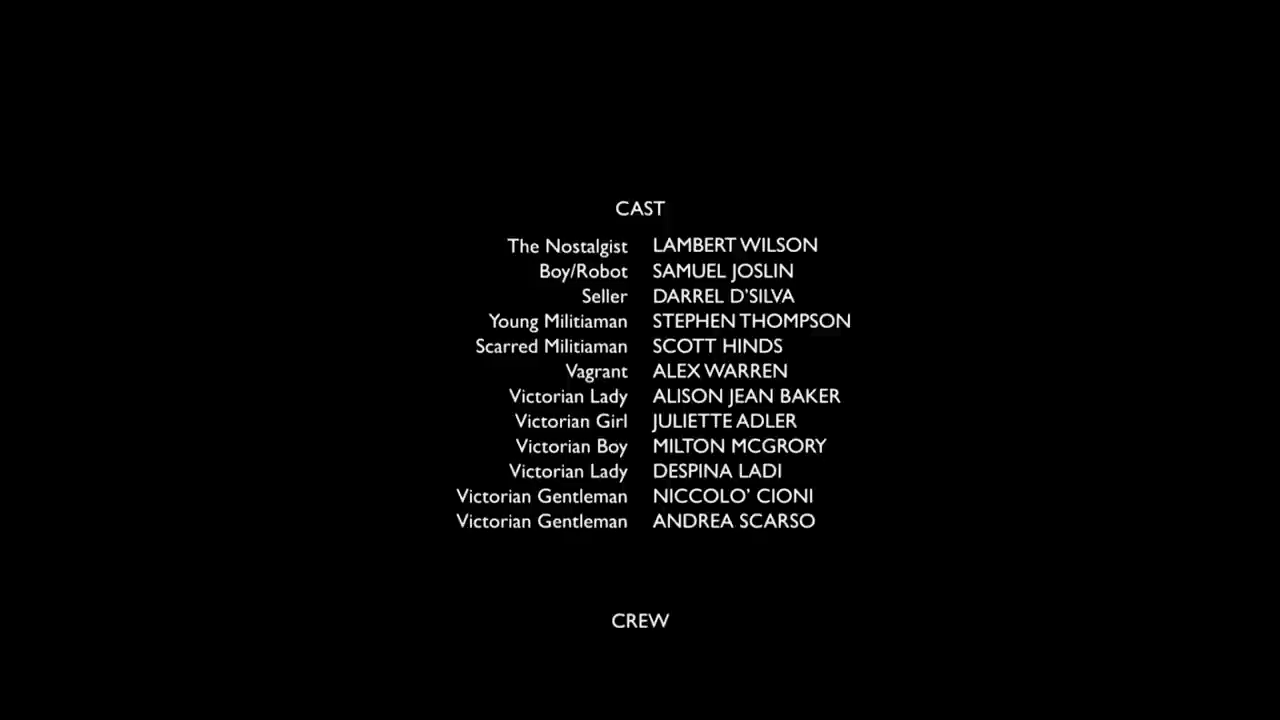 CAST
The Nostalgist LAMBERT WILSON
Boy/Robot SAMUEL JOSLIN
Seller DARREL D'SILVA
Young Militiaman STEPHEN THOMPSON
Scarred Militiaman SCOTT HINDS
Vagrant ALEX WARREN
Victorian Lady ALISON JEAN BAKER
Victorian Girl JULIETTE ADLER
Victorian Boy MILTON MCGRORY
Victorian Lady DESPINA LADI
Victorian Gentleman NICCOLO' CIONI
Victorian Gentleman ANDREA SCARSO
CREW